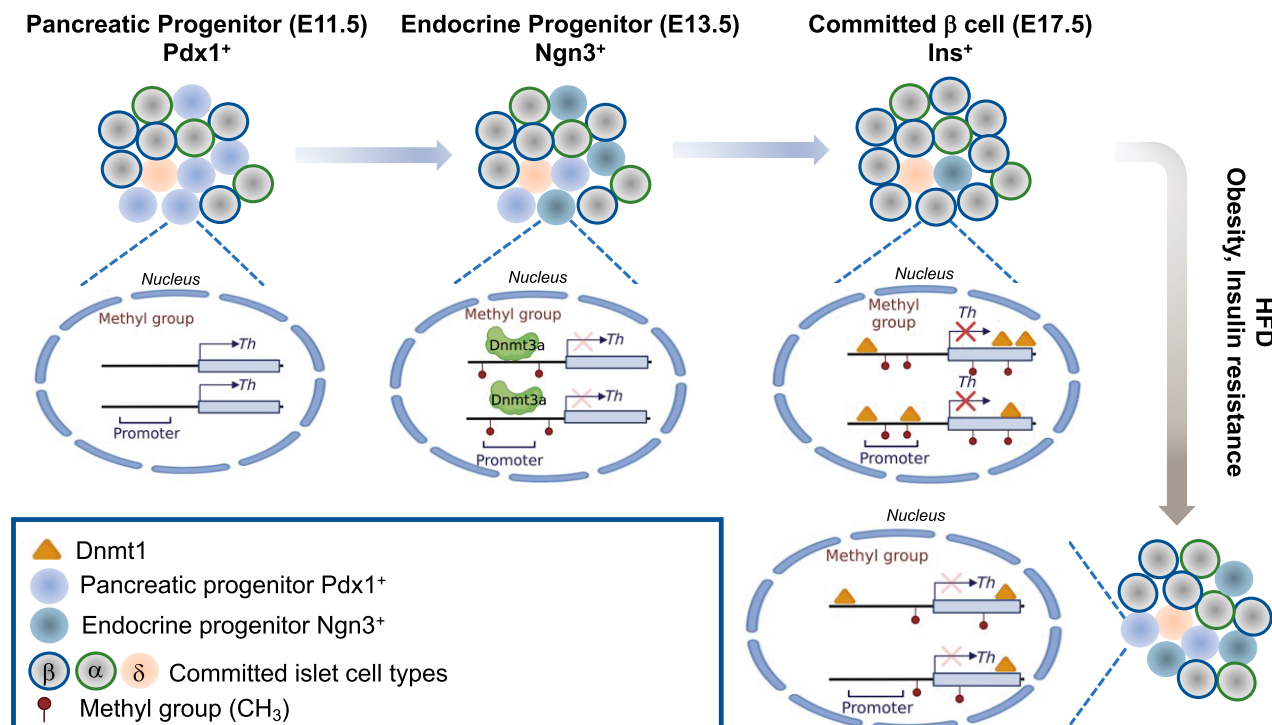 Pancreatic Progenitor (E11.5)
Pdx1⁺
Endocrine Progenitor (E13.5)
Ngn3⁺
Committed β cell (E17.5)
Ins⁺
Nucleus
Methyl group
Th
Th
Promoter
Nucleus
Methyl group
Dnmt3a
Th
Dnmt3a
Th
Promoter
Nucleus
Methyl
group
Th
Th
Promoter
HFD
Obesity, Insulin resistance
Nucleus
Methyl group
Th
Th
Promoter
Dnmt1
Pancreatic progenitor Pdx1⁺
Endocrine progenitor Ngn3⁺
β α δ Committed islet cell types
Methyl group (CH₃)